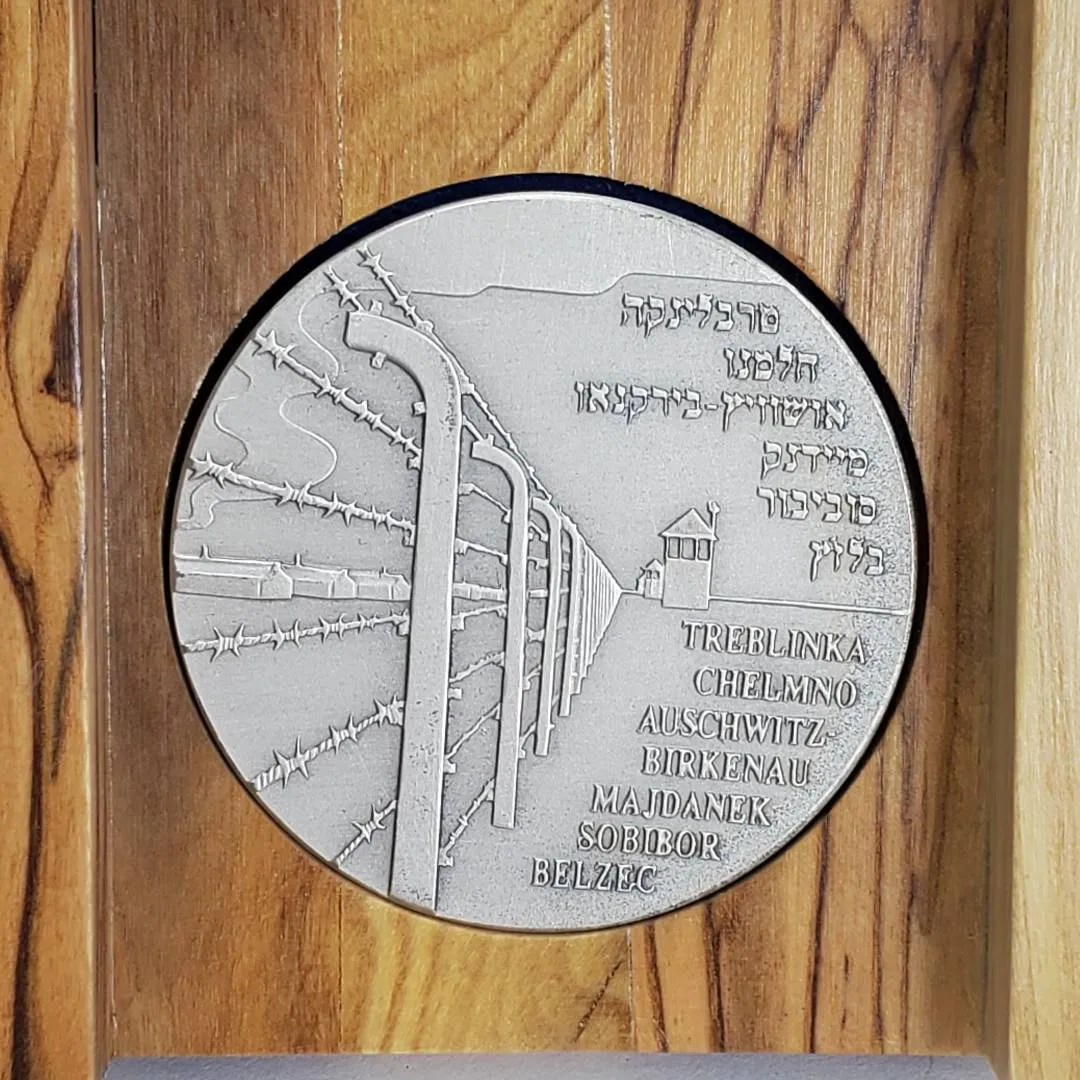 טרבלינקה
חלמנו
אושוויץ-בירקנאו
מיידנק
סוביבור
בלזץ
TREBLINKA
CHELMNO
AUSCHWITZ-
BIRKENAU
MAJDANEK
SOBIBOR
BELZEC